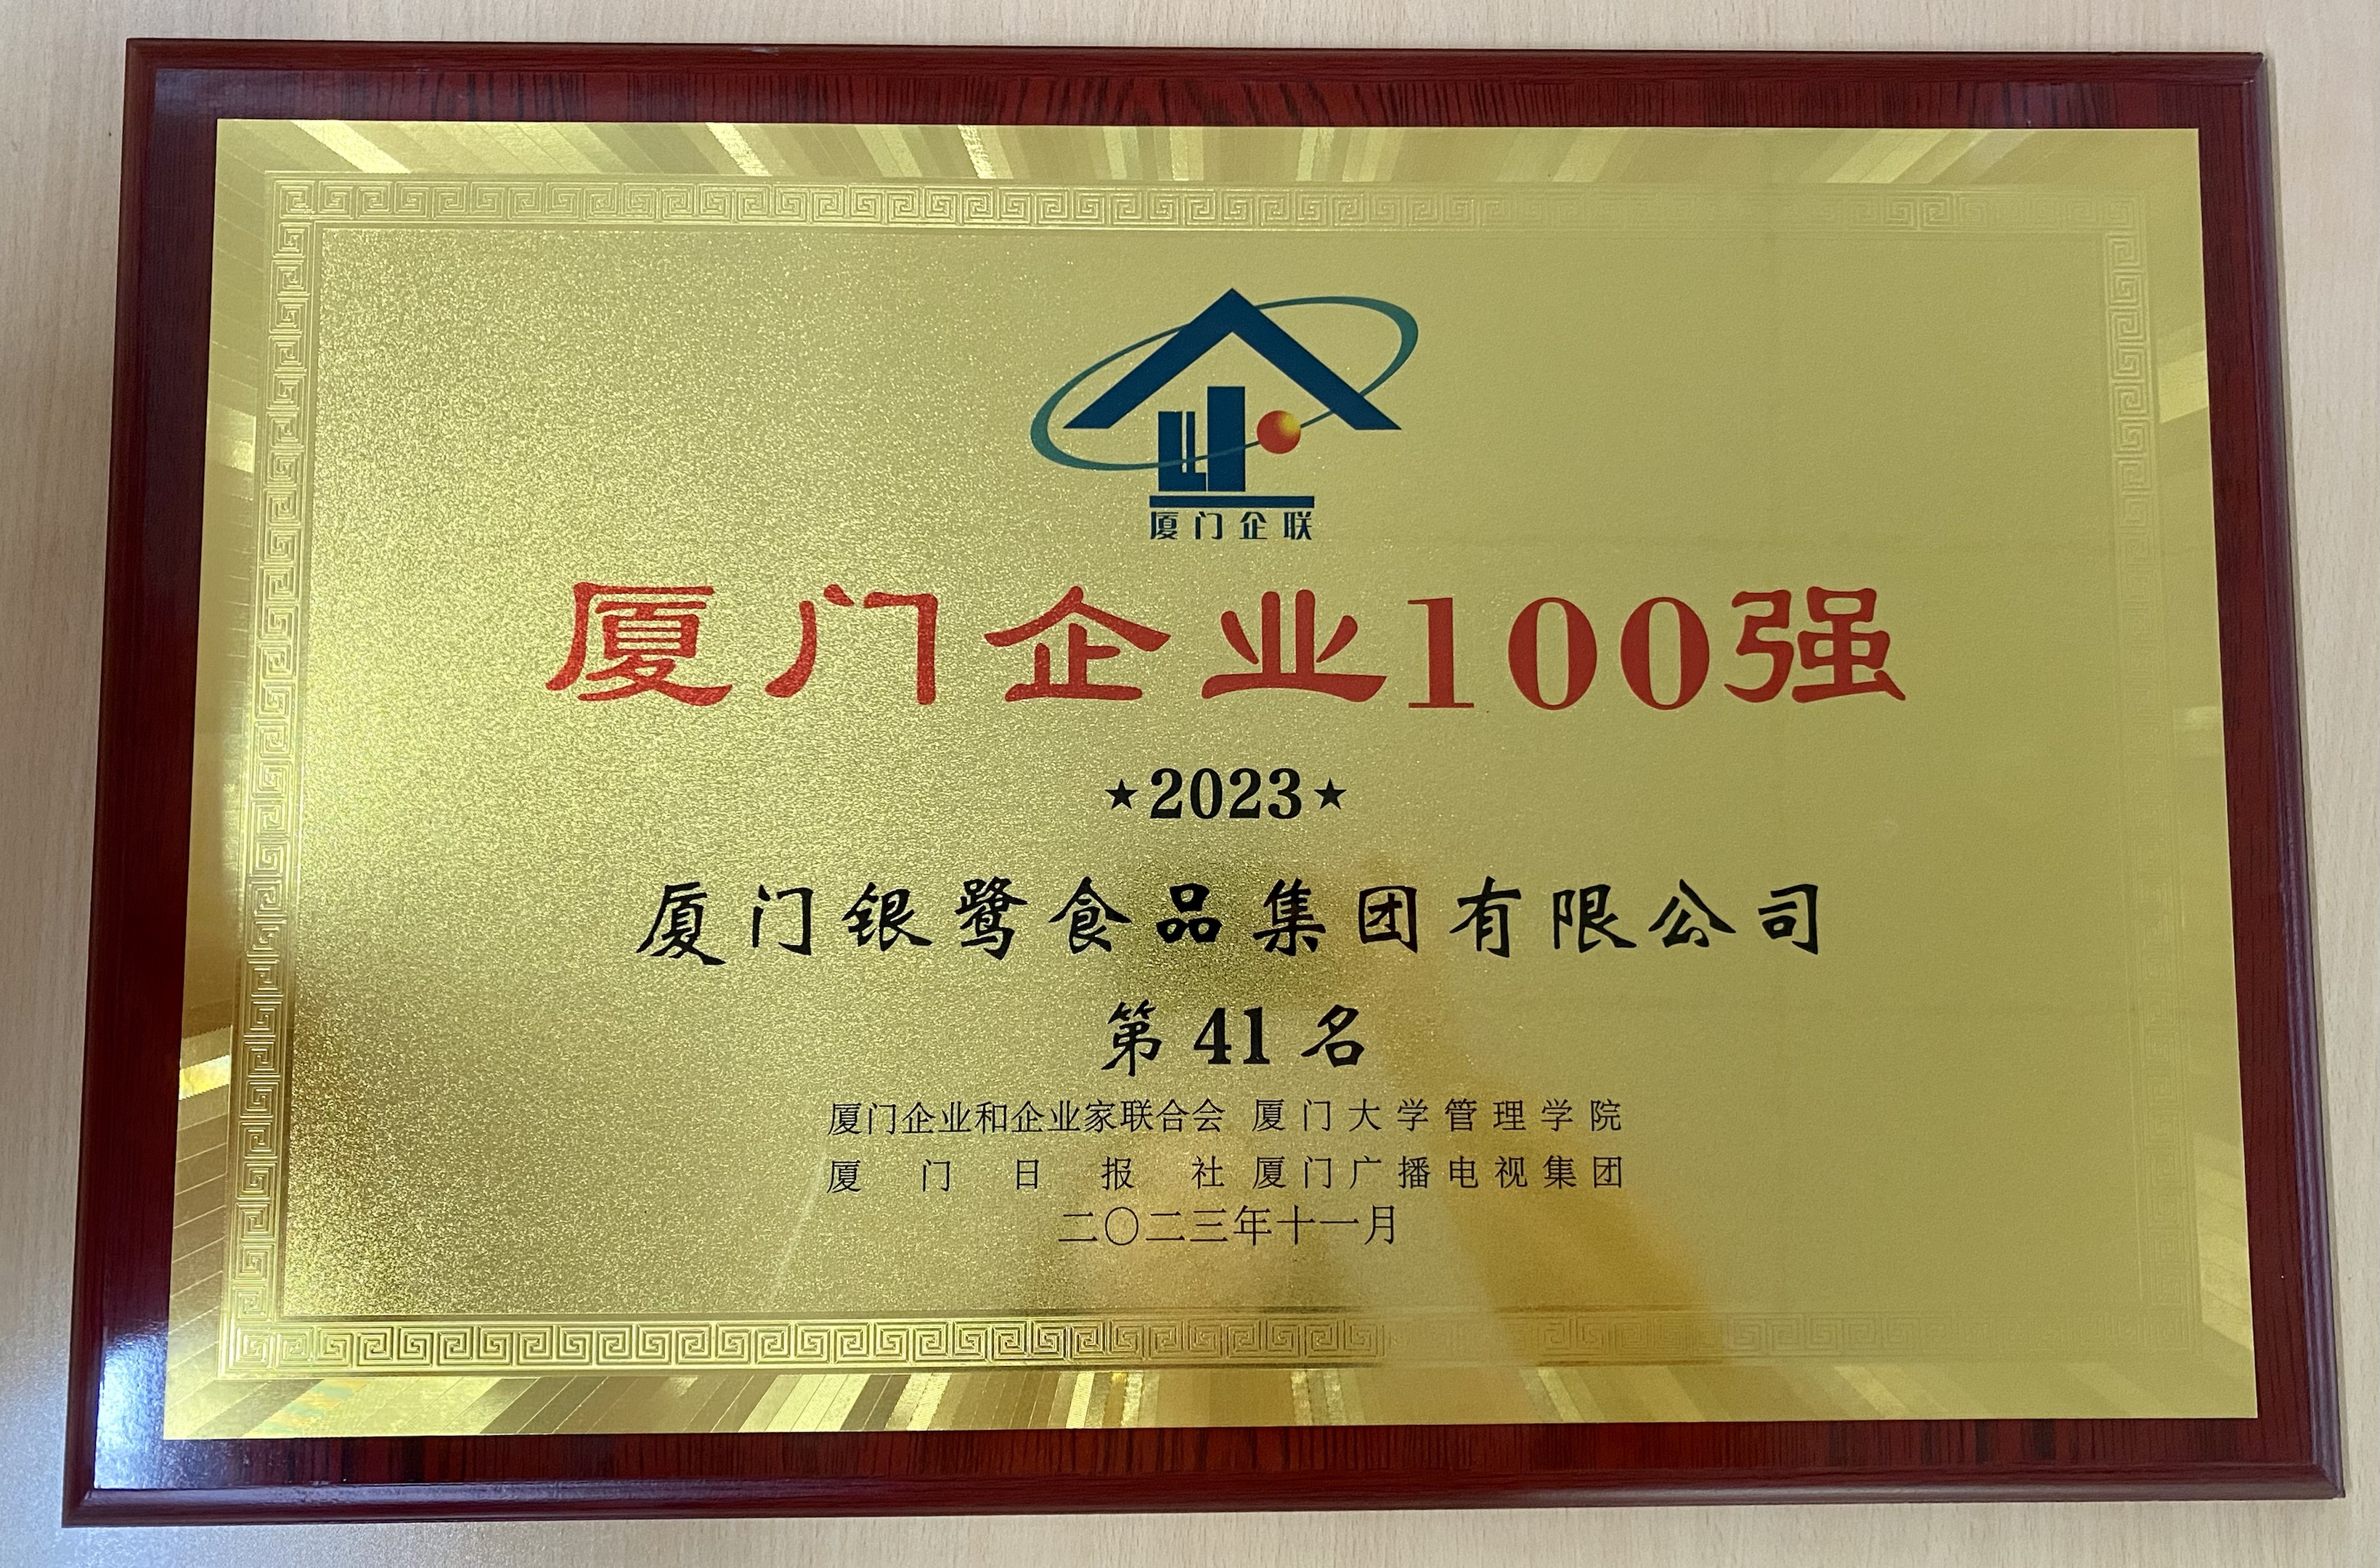 厦门企联
厦门企业100强
★2023★
厦门银鹭食品集团有限公司
第41名
厦门企业和企业家联合会 厦门大学管理学院
厦门日报社 厦门广播电视集团
二〇二三年十一月